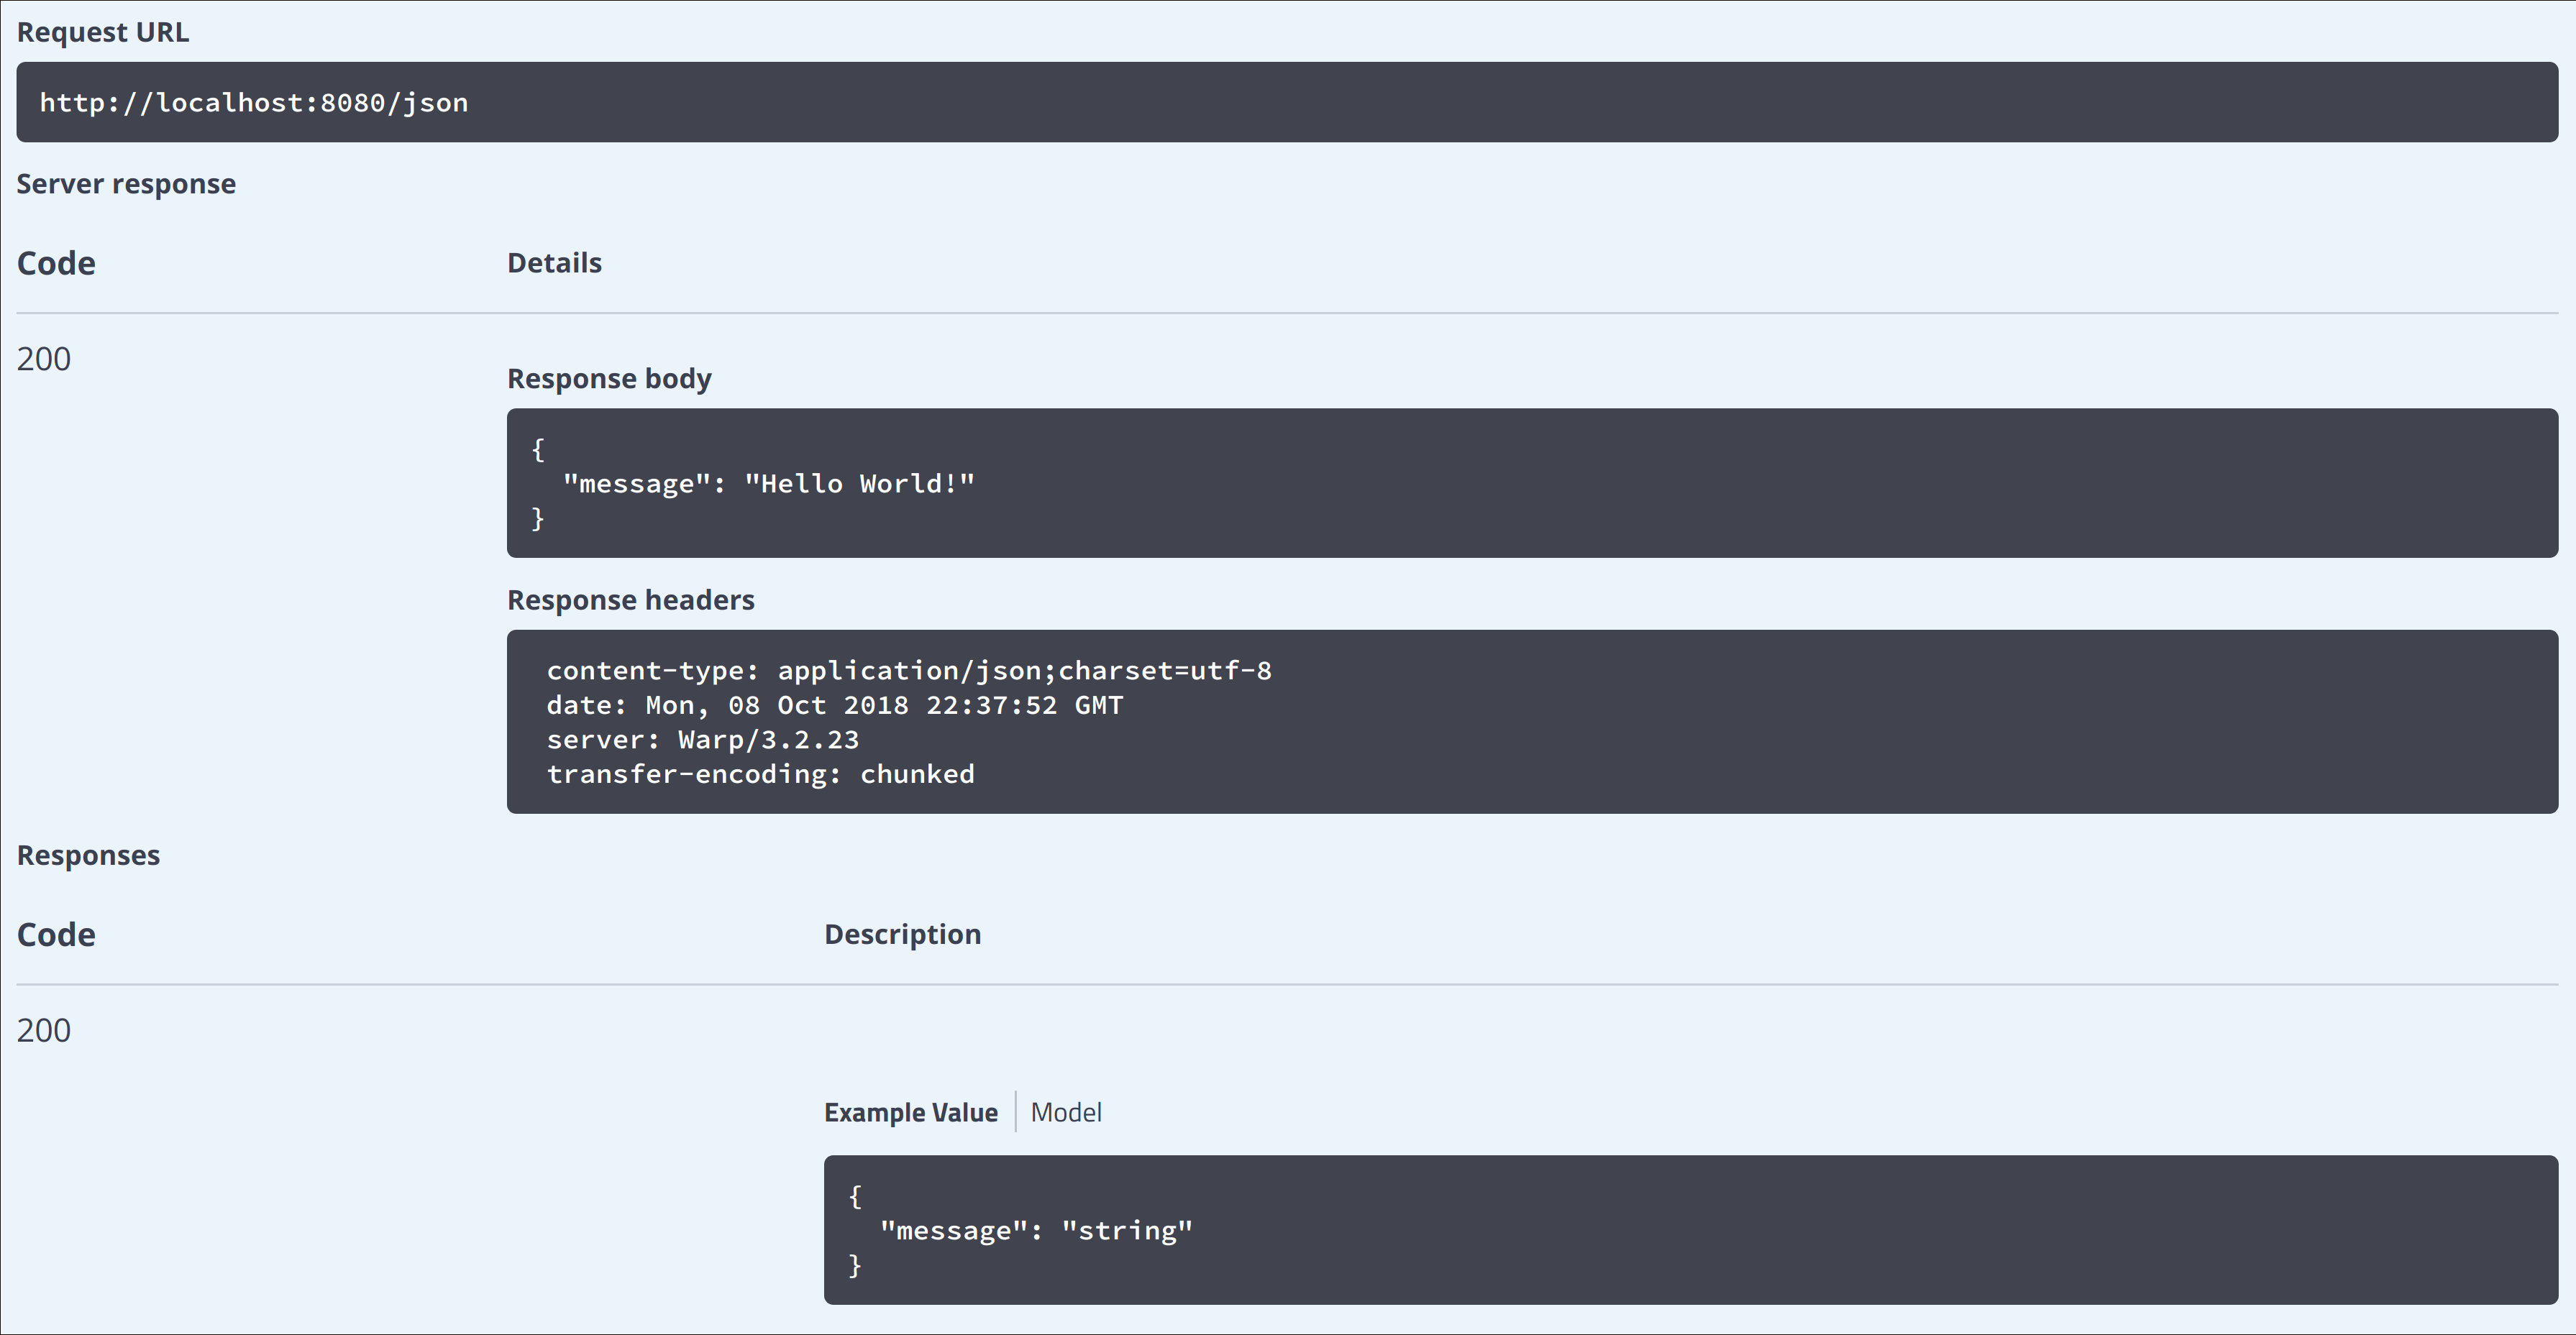 Request URL
http://localhost:8080/json
Server response
Code Details
200
Response body
{
  "message": "Hello World!"
}
Response headers
content-type: application/json;charset=utf-8
date: Mon, 08 Oct 2018 22:37:52 GMT
server: Warp/3.2.23
transfer-encoding: chunked
Responses
Code Description
200
Example Value Model
{
  "message": "string"
}